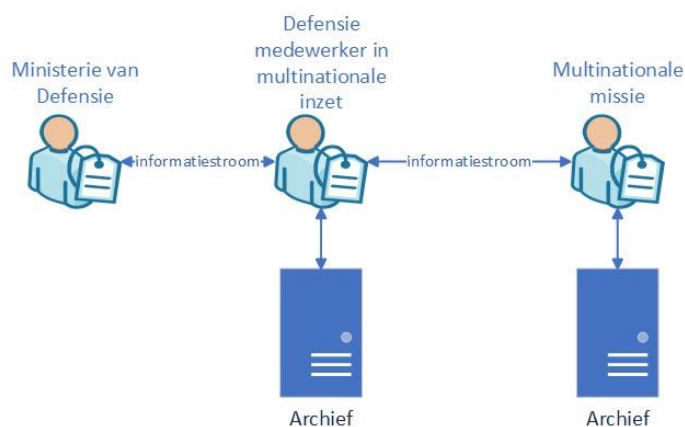 Ministerie van
Defensie
Defensie
medewerker in
multinationale
inzet
Multinationale
missie
informatiestroom
informatiestroom
Archief
Archief